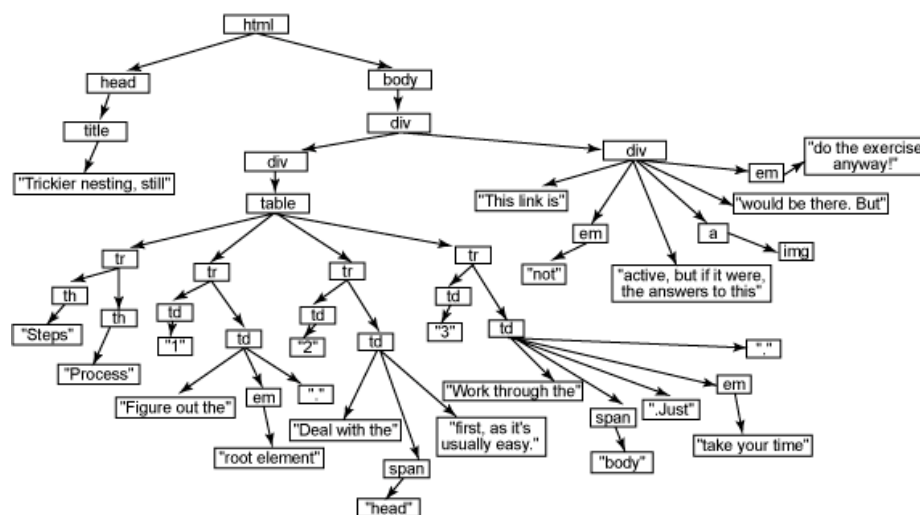 html
head
body
title
div
"Trickier nesting, still"
div
div
em
"do the exercise
anyway!"
table
"This link is"
"would be there. But"
em
a
img
"not"
"active, but if it were,
the answers to this"
tr
tr
tr
tr
th
th
"Steps"
"Process"
td
"1"
td
"Figure out the"
em
"."
"root element"
td
"2"
td
"Deal with the"
span
"first, as it's
usually easy."
"head"
td
"3"
td
"Work through the"
span
".Just"
em
"."
"body"
"take your time"